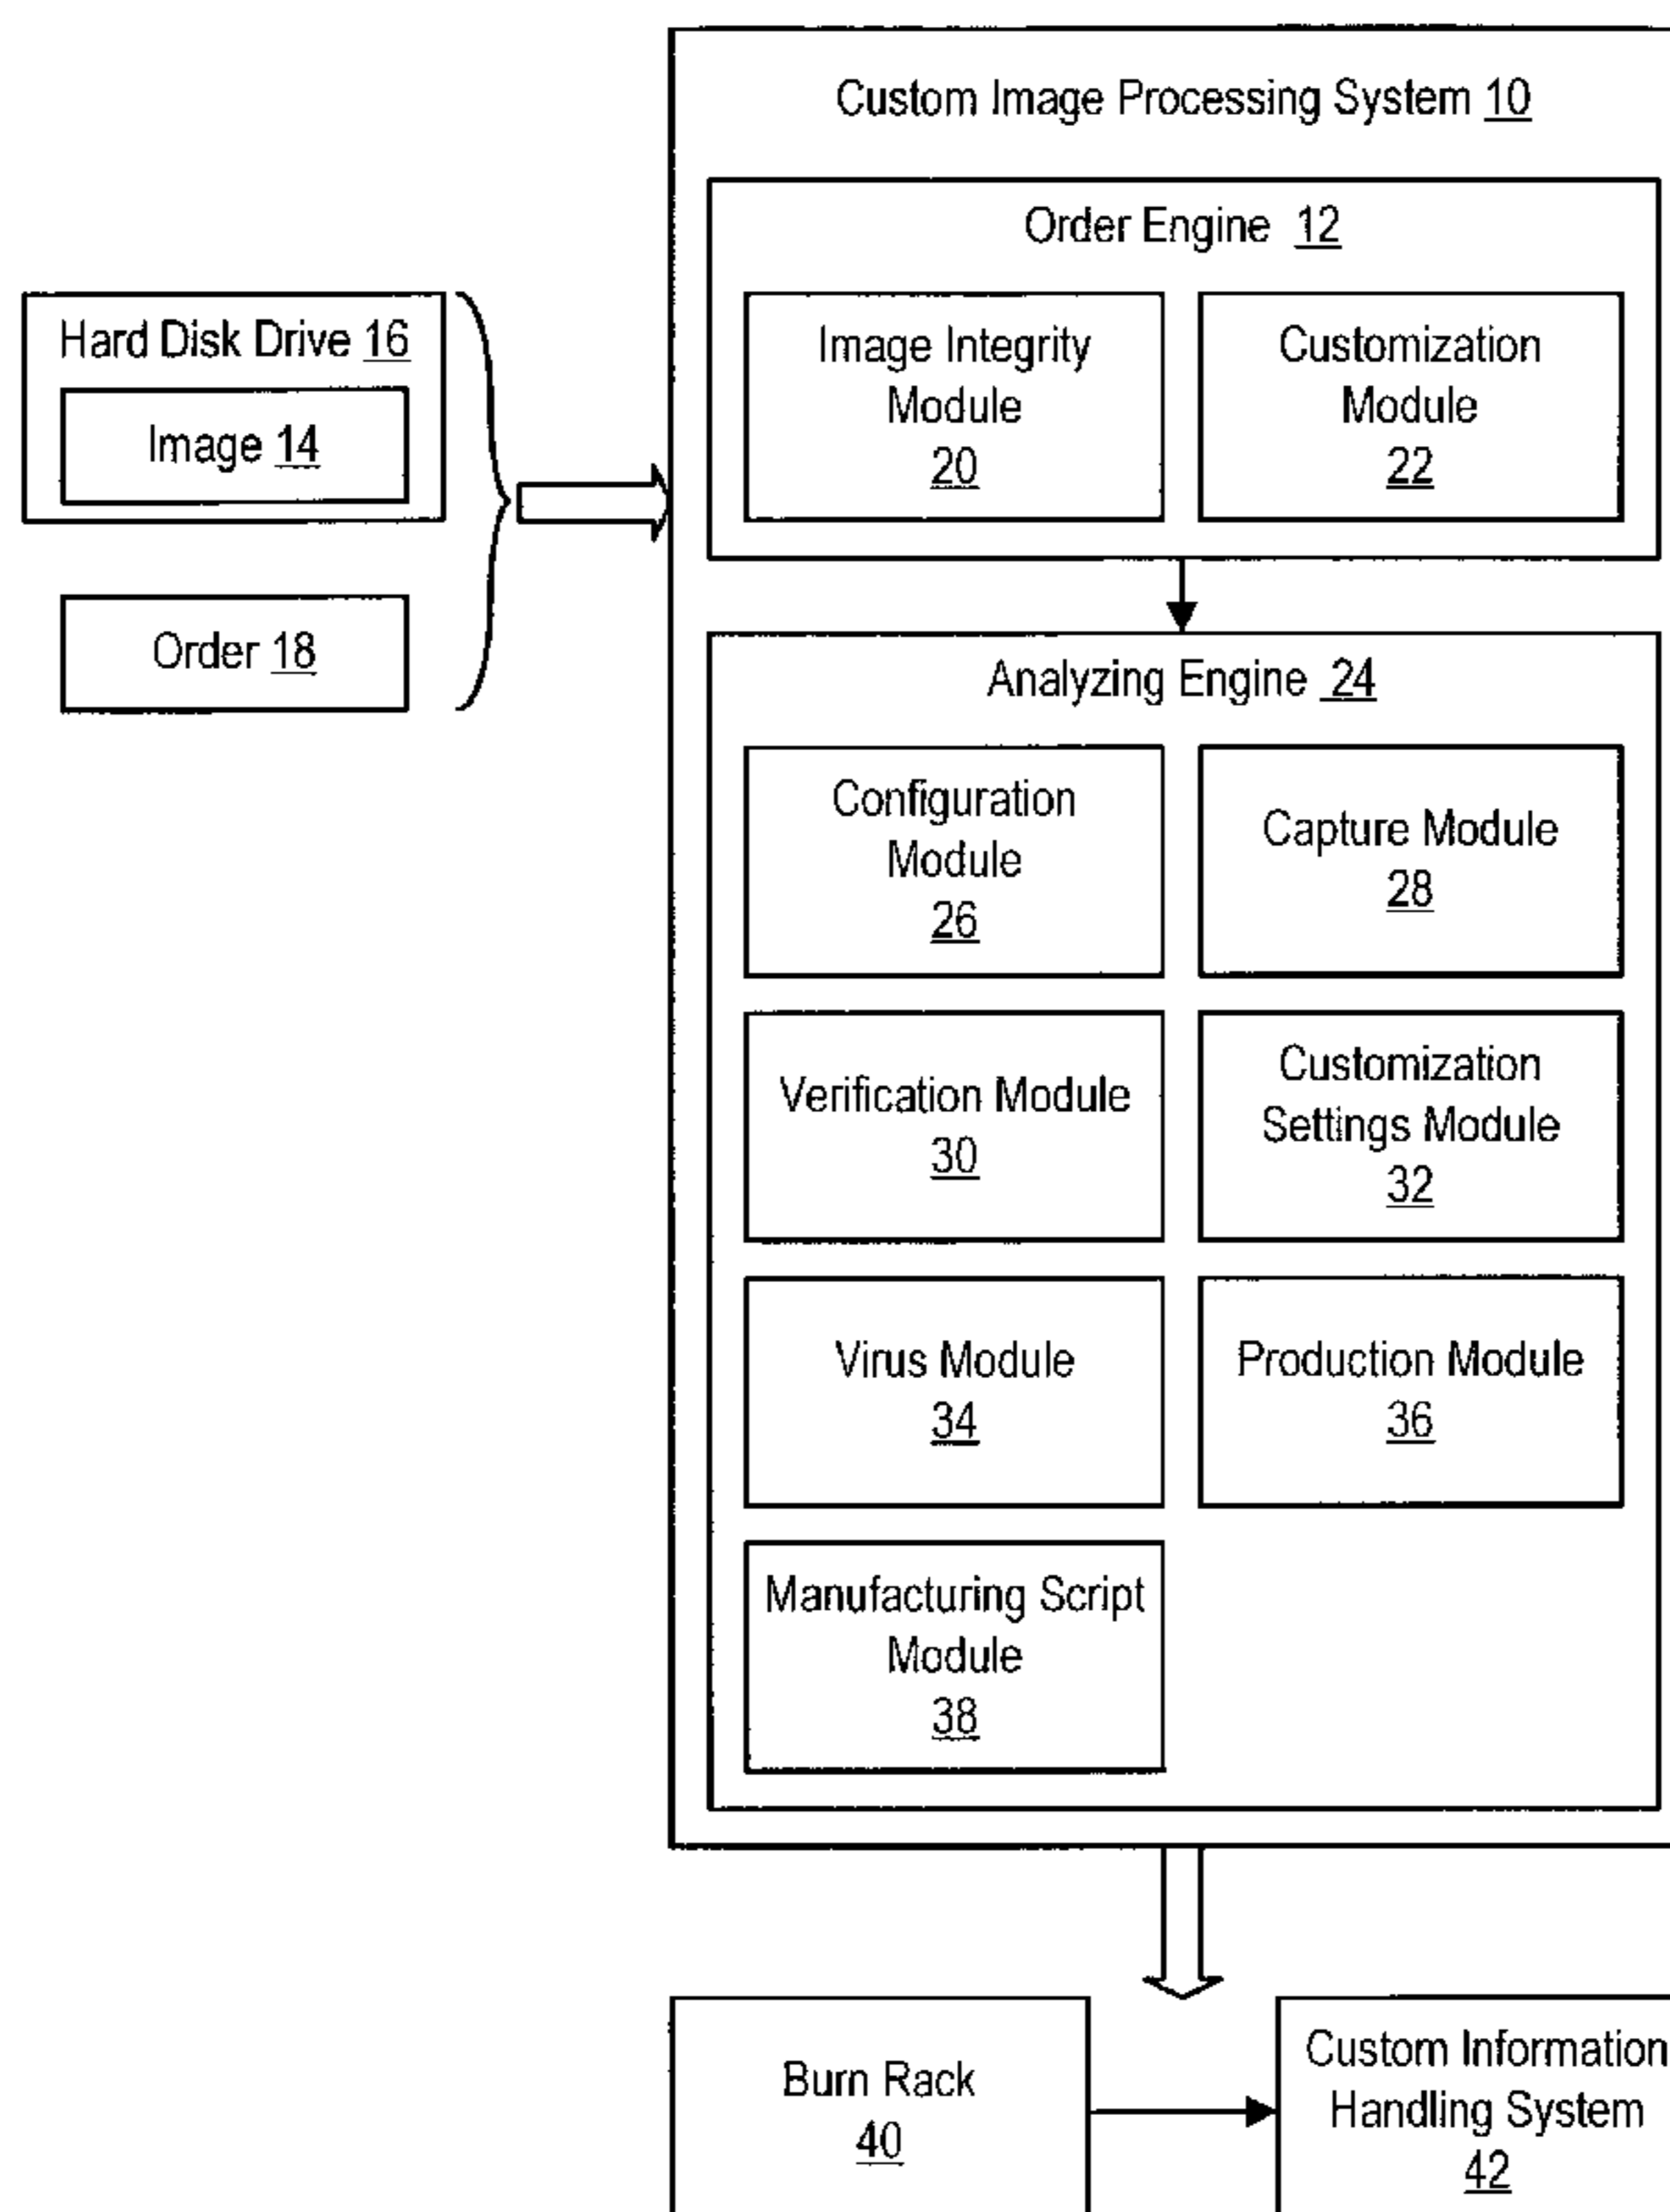 Custom Image Processing System 10
Order Engine 12
Hard Disk Drive 16
Image 14
Order 18
Image Integrity
Module
20
Customization
Module
22
Analyzing Engine 24
Configuration
Module
26
Capture Module
28
Verification Module
30
Customization
Settings Module
32
Virus Module
34
Production Module
36
Manufacturing Script
Module
38
Burn Rack
40
Custom Information
Handling System
42